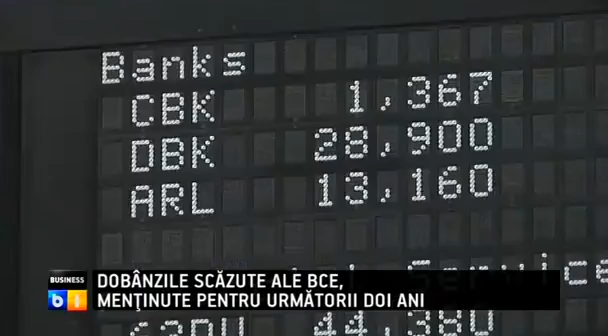 Banks
CBK 1,367
DBK 28,900
ARL 13,160
Service
BUSINESS
b1
DOBÂNZILE SCĂZUTE ALE BCE,
MENŢINUTE PENTRU URMĂTORII DOI ANI
44,380